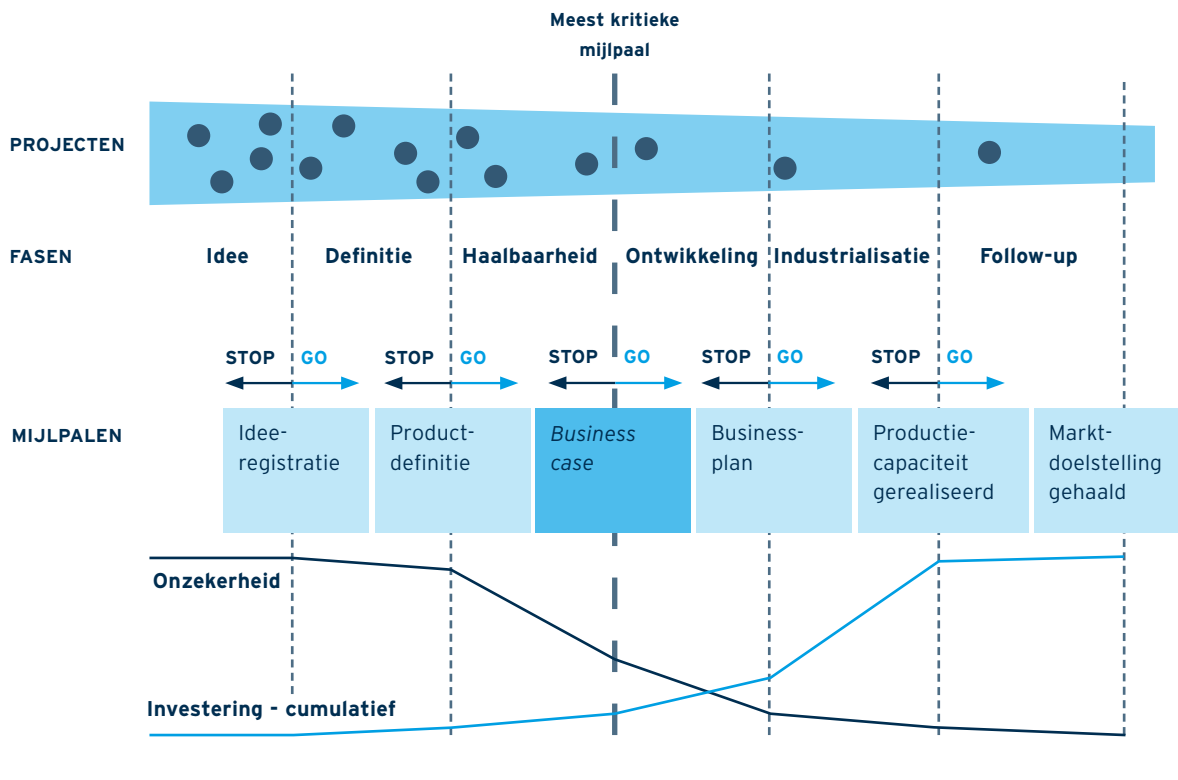 Meest kritieke
mijlpaal
PROJECTEN
FASEN
Idee
Definitie
Haalbaarheid
Ontwikkeling
Industrialisatie
Follow-up
STOP GO
STOP GO
STOP GO
STOP GO
STOP GO
MIJLPALEN
Idee-
registratie
Product-
definitie
Business
case
Business-
plan
Productie-
capaciteit
gerealiseerd
Markt-
doelstelling
gehaald
Onzekerheid
Investering - cumulatief